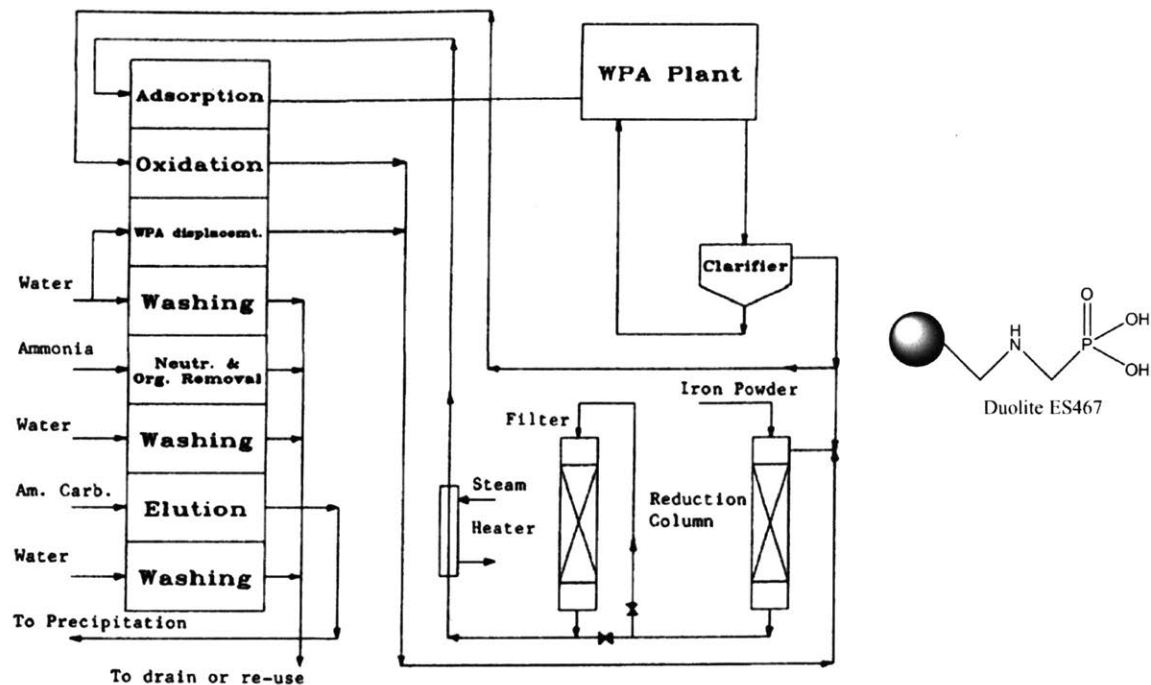 WPA Plant
Adsorption
Oxidation
WPA displacemt.
Clarifier
Water
Washing
Ammonia
Neutr. &
Org. Removal
Iron Powder
Filter
Water
Washing
Steam
Heater
Reduction
Column
Am. Carb.
Elution
Water
Washing
To Precipitation
To drain or re-use
O
H
N
P
OH
OH
Duolite ES467